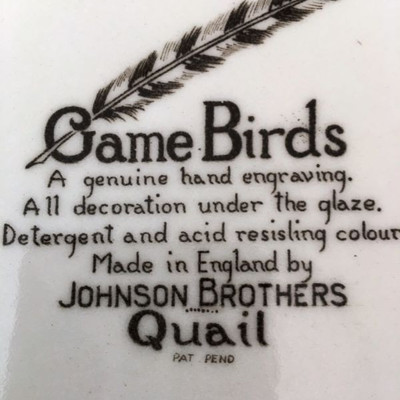 Game Birds
A genuine hand engraving.
All decoration under the glaze.
Detergent and acid resisting colour
Made in England by
JOHNSON BROTHERS
Quail
PAT PEND